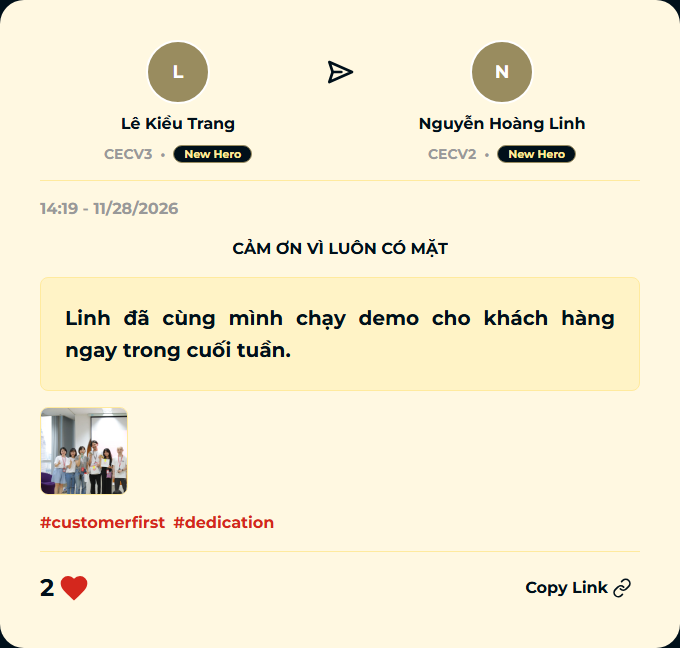 L
N
Lê Kiều Trang
Nguyễn Hoàng Linh
CECV3 • New Hero
CECV2 • New Hero
14:19 - 11/28/2026
CẢM ƠN VÌ LUÔN CÓ MẶT
Linh đã cùng mình chạy demo cho khách hàng
ngay trong cuối tuần.
#customerfirst #dedication
2
Copy Link